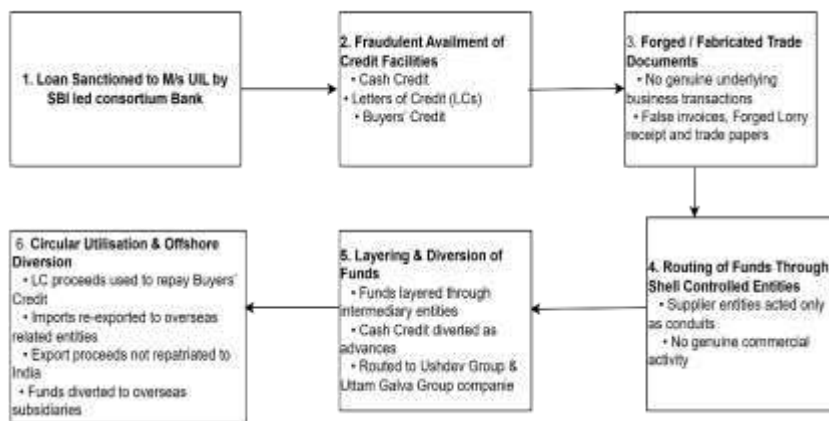 1. Loan Sanctioned to M/s UIL by
SBI led consortium Bank
2. Fraudulent Availment of
Credit Facilities
• Cash Credit
• Letters of Credit (LCs)
• Buyers' Credit
3. Forged / Fabricated Trade
Documents
• No genuine underlying
business transactions
• False invoices, Forged Lorry
receipt and trade papers
4. Routing of Funds Through
Shell Controlled Entities
• Supplier entities acted only
as conduits
• No genuine commercial
activity
5. Layering & Diversion of
Funds
• Funds layered through
intermediary entities
• Cash Credit diverted as
advances
• Routed to Ushdev Group &
Uttam Galva Group companie
6. Circular Utilisation & Offshore
Diversion
• LC proceeds used to repay Buyers'
Credit
• Imports re-exported to overseas
related entities
• Export proceeds not repatriated to
India
• Funds diverted to overseas
subsidiaries